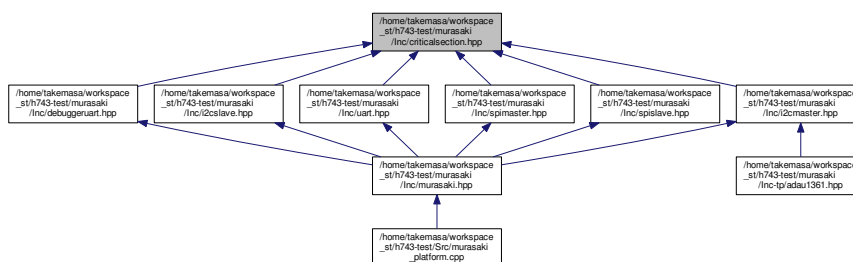 /home/takemasa/workspace
_st/h743-test/murasaki
/Inc/criticalsection.hpp
/home/takemasa/workspace
_st/h743-test/murasaki
/Inc/debuggeruart.hpp
/home/takemasa/workspace
_st/h743-test/murasaki
/Inc/i2cslave.hpp
/home/takemasa/workspace
_st/h743-test/murasaki
/Inc/uart.hpp
/home/takemasa/workspace
_st/h743-test/murasaki
/Inc/spimaster.hpp
/home/takemasa/workspace
_st/h743-test/murasaki
/Inc/spislave.hpp
/home/takemasa/workspace
_st/h743-test/murasaki
/Inc/i2cmaster.hpp
/home/takemasa/workspace
_st/h743-test/murasaki
/Inc/murasaki.hpp
/home/takemasa/workspace
_st/h743-test/murasaki
/Inc-tp/adau1361.hpp
/home/takemasa/workspace
_st/h743-test/Src/murasaki
_platform.cpp